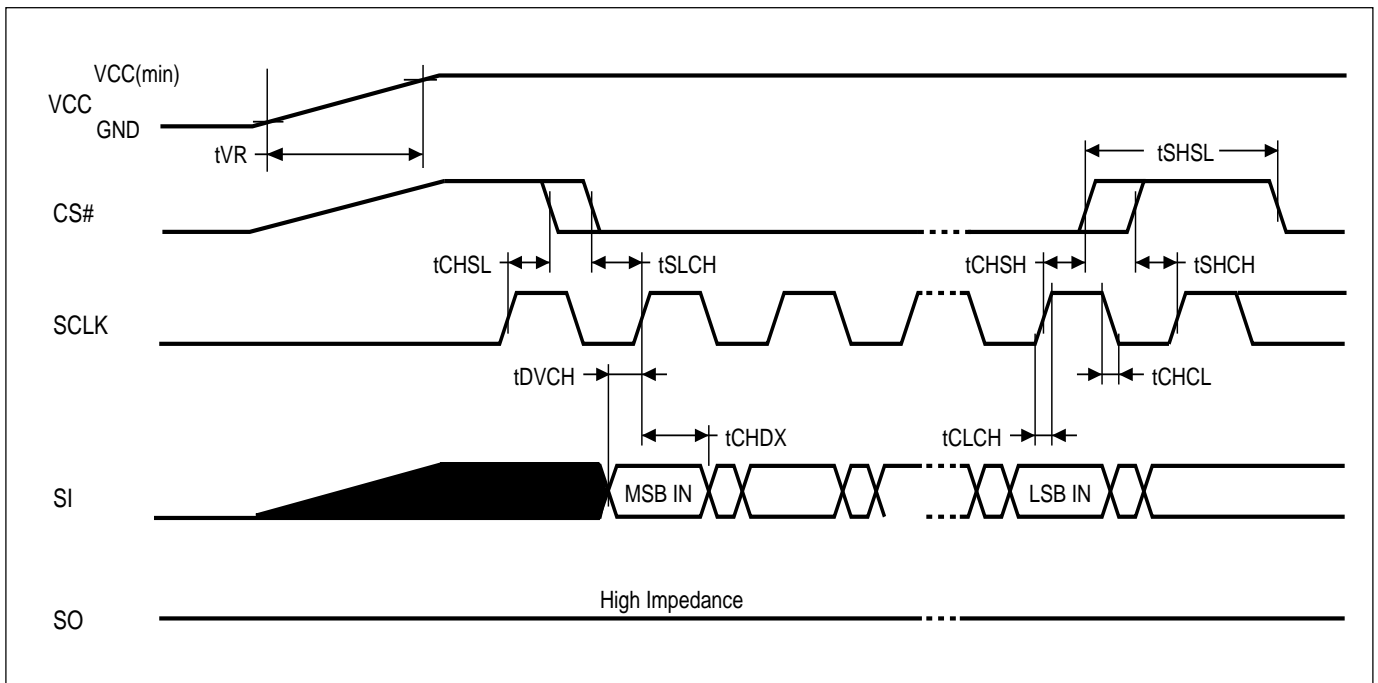 VCC(min)
VCC
GND
tVR
tSHSL
CS#
tCHSL
tSLCH
tCHSH
tSHCH
SCLK
tDVCH
tCHCL
tCHDX
tCLCH
SI
MSB IN
LSB IN
High Impedance
SO